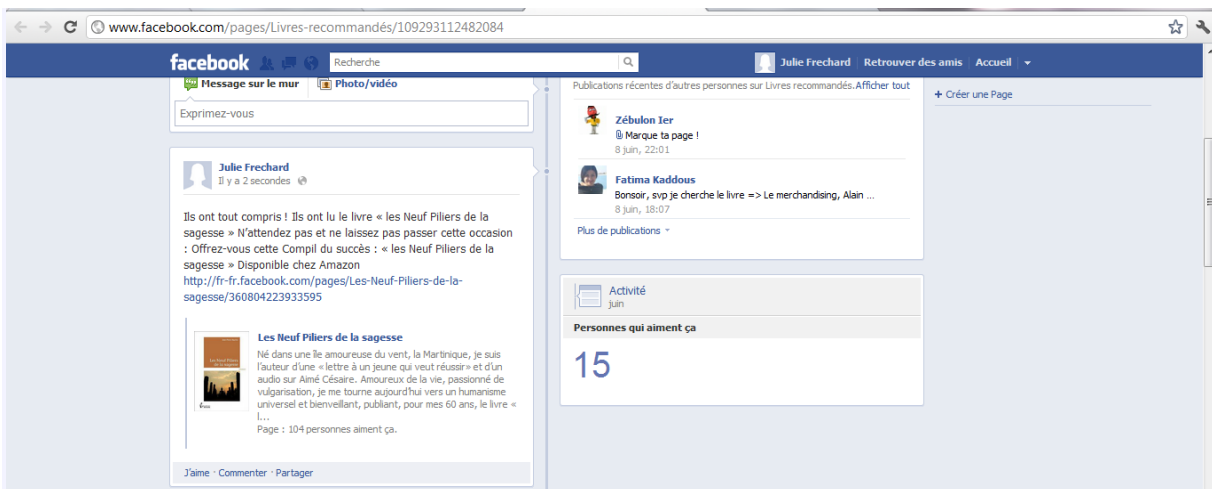 www.facebook.com/pages/Livres-recommandés/109293112482084
facebook
Recherche
Julie Frechard
Retrouver des amis
Accueil
Message sur le mur
Photo/vidéo
Exprimez-vous
Julie Frechard
Il y a 2 secondes
Ils ont tout compris ! Ils ont lu le livre « les Neuf Piliers de la
sagesse » N'attendez pas et ne laissez pas passer cette occasion
: Offrez-vous cette Compil du succès : « les Neuf Piliers de la
sagesse » Disponible chez Amazon
http://fr-fr.facebook.com/pages/Les-Neuf-Piliers-de-la-
sagesse/360804223933595
Les Neuf Piliers de la sagesse
Né dans une île amoureuse du vent, la Martinique, je suis
l'auteur d'une « lettre à un jeune qui veut réussir» et d'un
audio sur Aimé Césaire. Amoureux de la vie, passionné de
vulgarisation, je me tourne aujourd'hui vers un humanisme
universel et bienveillant, publiant, pour mes 60 ans, le livre «
l...
Page : 104 personnes aiment ça.
J'aime · Commenter · Partager
Publications récentes d'autres personnes sur Livres recommandés. Afficher tout
Zébulon Ier
Marque ta page !
8 juin, 22:01
Fatima Kaddous
Bonsoir, svp je cherche le livre => Le merchandising, Alain ...
8 juin, 18:07
Plus de publications
Activité
juin
Personnes qui aiment ça
15
+ Créer une Page